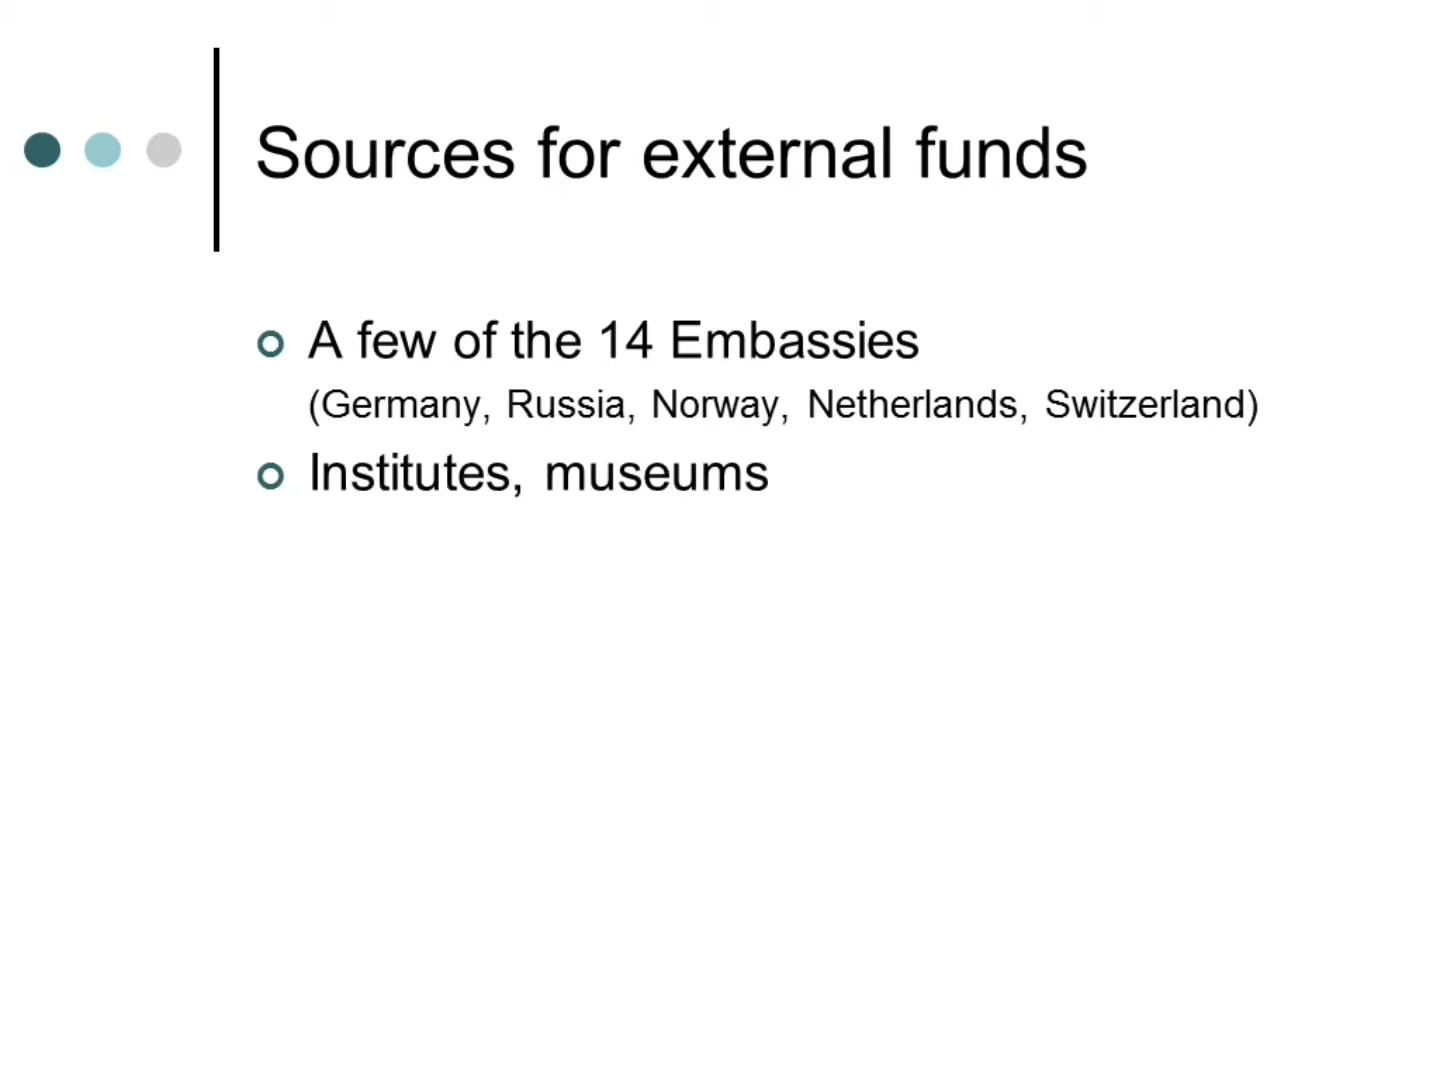 Sources for external funds
A few of the 14 Embassies
(Germany, Russia, Norway, Netherlands, Switzerland)
Institutes, museums